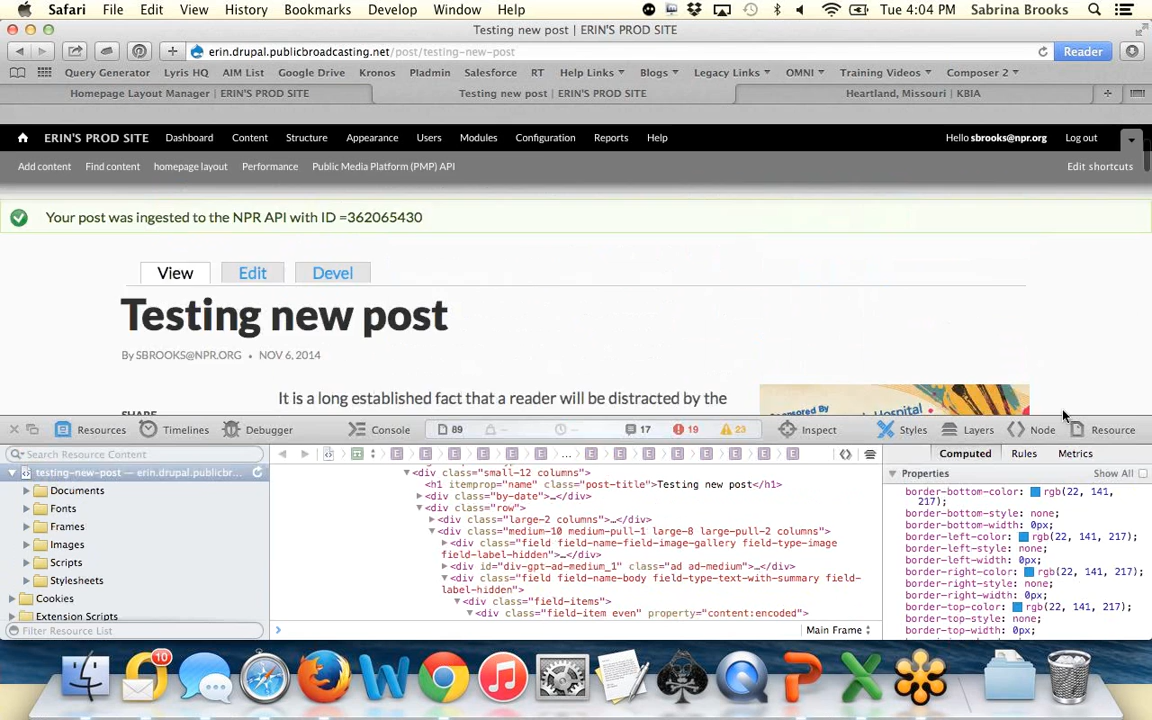 Safari File Edit View History Bookmarks Develop Window Help Tue 4:04 PM Sabrina Brooks
Testing new post | ERIN'S PROD SITE
erin.drupal.publicbroadcasting.net/post/testing-new-post Reader
Query Generator Lyris HQ AIM List Google Drive Kronos Pladmin Salesforce RT Help Links Blogs Legacy Links OMNI Training Videos Composer 2
Homepage Layout Manager | ERIN'S PROD SITE Testing new post | ERIN'S PROD SITE Heartland, Missouri | KBIA
ERIN'S PROD SITE Dashboard Content Structure Appearance Users Modules Configuration Reports Help Hello sbrooks@npr.org Log out
Add content Find content homepage layout Performance Public Media Platform (PMP) API Edit shortcuts
Your post was ingested to the NPR API with ID =362065430
View Edit Devel
Testing new post
By SBROOKS@NPR.ORG • NOV 6, 2014
It is a long established fact that a reader will be distracted by the
SHARE
Sponsored By
Hospital
Resources Timelines Debugger Console 89 - - 17 19 23 Inspect Styles Layers Node Resource
Search Resource Content ... Computed Rules Metrics
testing-new-post — erin.drupal.publicbr...
Documents
Fonts
Frames
Images
Scripts
Stylesheets
Cookies
Extension Scripts
Filter Resource List
<div class="small-12 columns">
<h1 itemprop="name" class="post-title">Testing new post</h1>
<div class="by-date">…</div>
<div class="row">
<div class="large-2 columns">…</div>
<div class="medium-10 medium-pull-1 large-8 large-pull-2 columns">
<div class="field field-name-field-image-gallery field-type-image
field-label-hidden">…</div>
<div id="div-gpt-ad-medium_1" class="ad ad-medium">…</div>
<div class="field field-name-body field-type-text-with-summary field-
label-hidden">
<div class="field-items">
<div class="field-item even" property="content:encoded">
Main Frame
Properties Show All
border-bottom-color: rgb(22, 141,
217);
border-bottom-style: none;
border-bottom-width: 0px;
border-left-color: rgb(22, 141, 217);
border-left-style: none;
border-left-width: 0px;
border-right-color: rgb(22, 141, 217);
border-right-style: none;
border-right-width: 0px;
border-top-color: rgb(22, 141, 217);
border-top-style: none;
border-top-width: 0px;
10